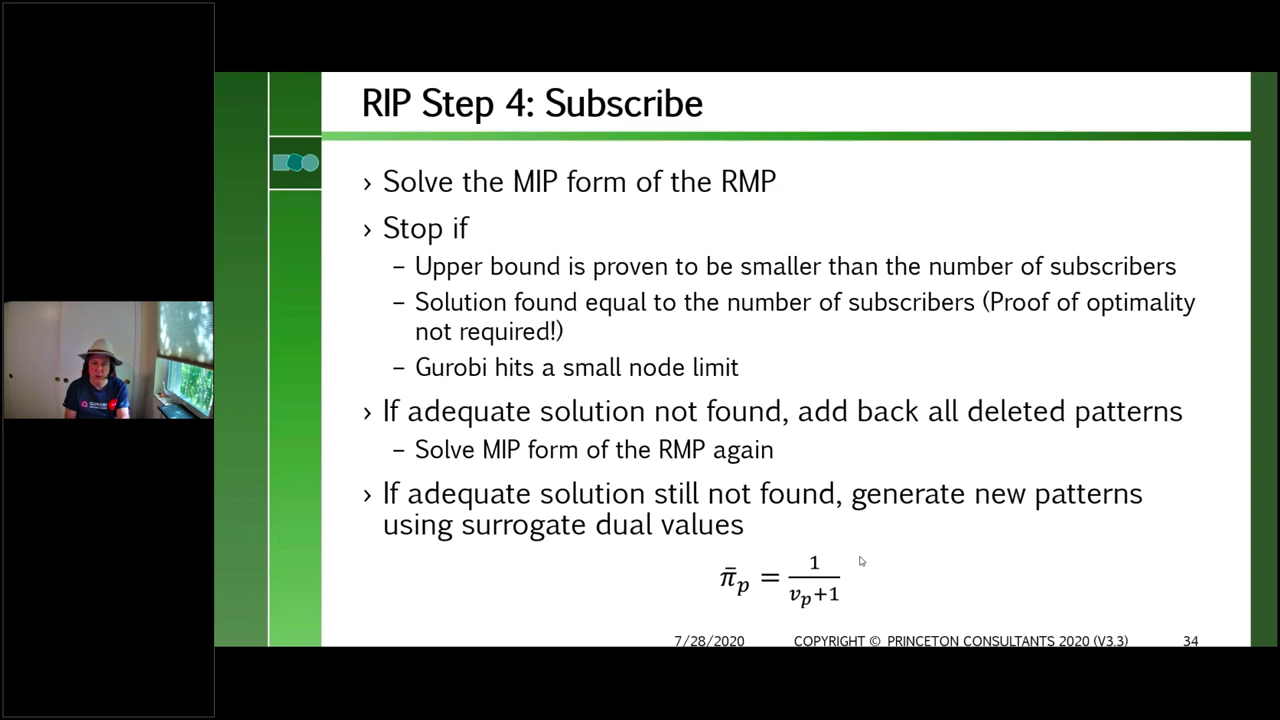 RIP Step 4: Subscribe
› Solve the MIP form of the RMP
› Stop if
– Upper bound is proven to be smaller than the number of subscribers
– Solution found equal to the number of subscribers (Proof of optimality
not required!)
– Gurobi hits a small node limit
› If adequate solution not found, add back all deleted patterns
– Solve MIP form of the RMP again
› If adequate solution still not found, generate new patterns
using surrogate dual values
π̄_p = 1/(v_p+1)
7/28/2020 COPYRIGHT © PRINCETON CONSULTANTS 2020 (V3.3) 34
GUROBI